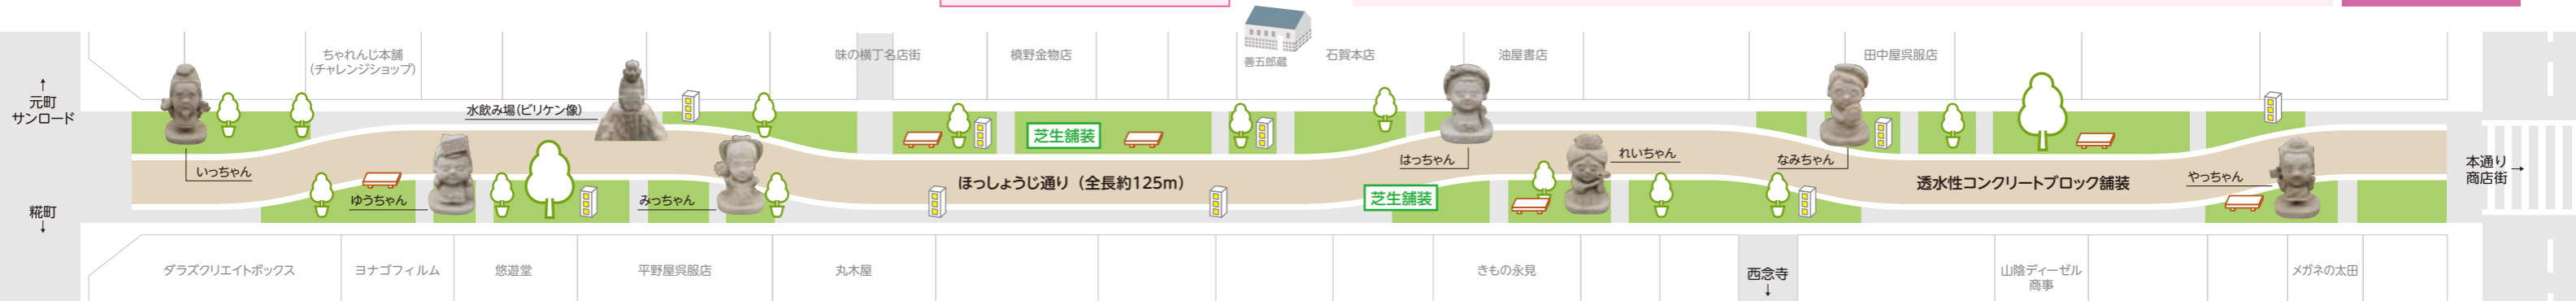 ↑
元町
サンロード
糀町
↓
ちゃれんじ本舗
(チャレンジショップ)
味の横丁名店街
槙野金物店
善五郎蔵
石賀本店
油屋書店
田中屋呉服店
水飲み場(ビリケン像)
芝生舗装
いっちゃん
ゆうちゃん
みっちゃん
ほっしょうじ通り(全長約125m)
はっちゃん
れいちゃん
なみちゃん
芝生舗装
透水性コンクリートブロック舗装
やっちゃん
本通り
商店街→
ダラズクリエイトボックス
ヨナゴフィルム
悠遊堂
平野屋呉服店
丸木屋
きもの永見
西念寺
↓
山陰ディーゼル
商事
メガネの太田